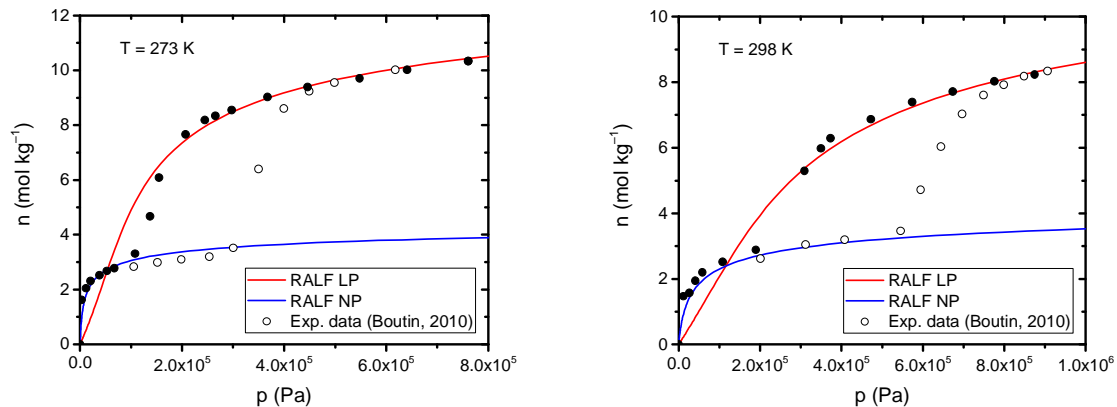 T = 273 K
n (mol kg⁻¹)
12
10
8
6
4
2
0
RALF LP
RALF NP
Exp. data (Boutin, 2010)
0.0 2.0x10⁵ 4.0x10⁵ 6.0x10⁵ 8.0x10⁵
p (Pa)
T = 298 K
n (mol kg⁻¹)
10
8
6
4
2
0
RALF LP
RALF NP
Exp. data (Boutin, 2010)
0.0 2.0x10⁵ 4.0x10⁵ 6.0x10⁵ 8.0x10⁵ 1.0x10⁶
p (Pa)